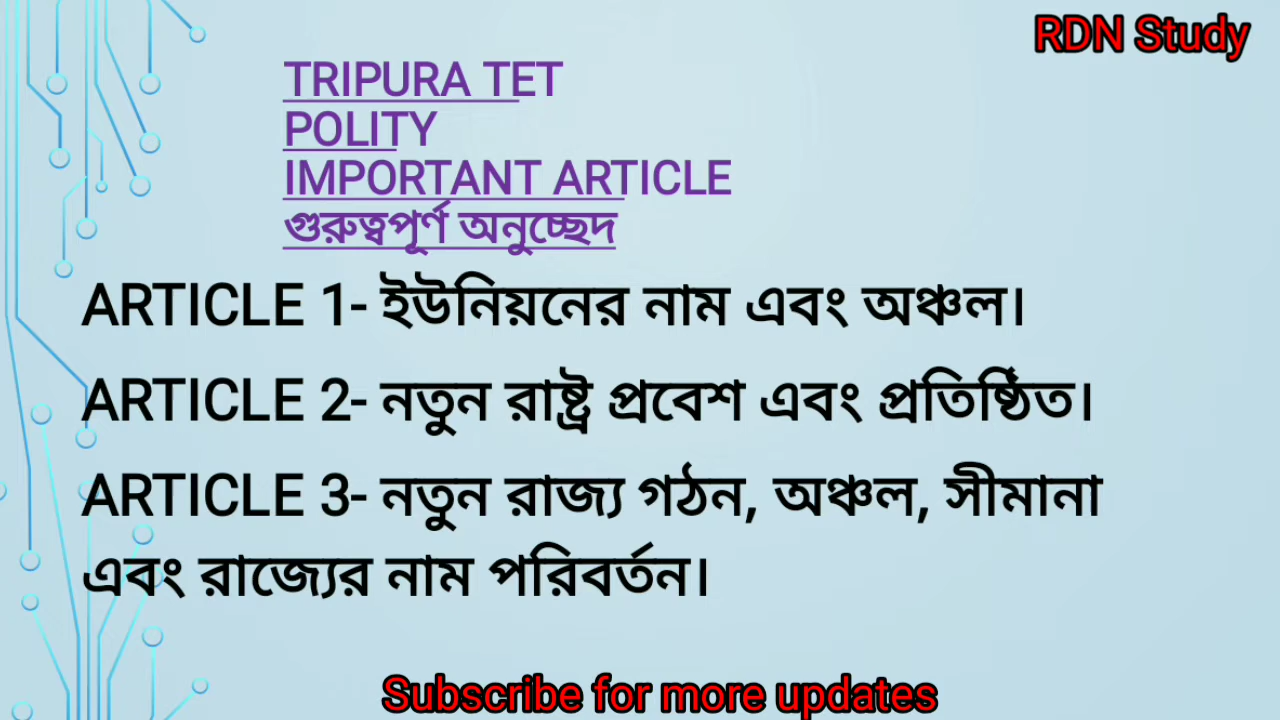 RDN Study
TRIPURA TET
POLITY
IMPORTANT ARTICLE
গুরুত্বপূর্ণ অনুচ্ছেদ
ARTICLE 1- ইউনিয়নের নাম এবং অঞ্চল।
ARTICLE 2- নতুন রাষ্ট্র প্রবেশ এবং প্রতিষ্ঠিত।
ARTICLE 3- নতুন রাজ্য গঠন, অঞ্চল, সীমানা
এবং রাজ্যের নাম পরিবর্তন।
Subscribe for more updates